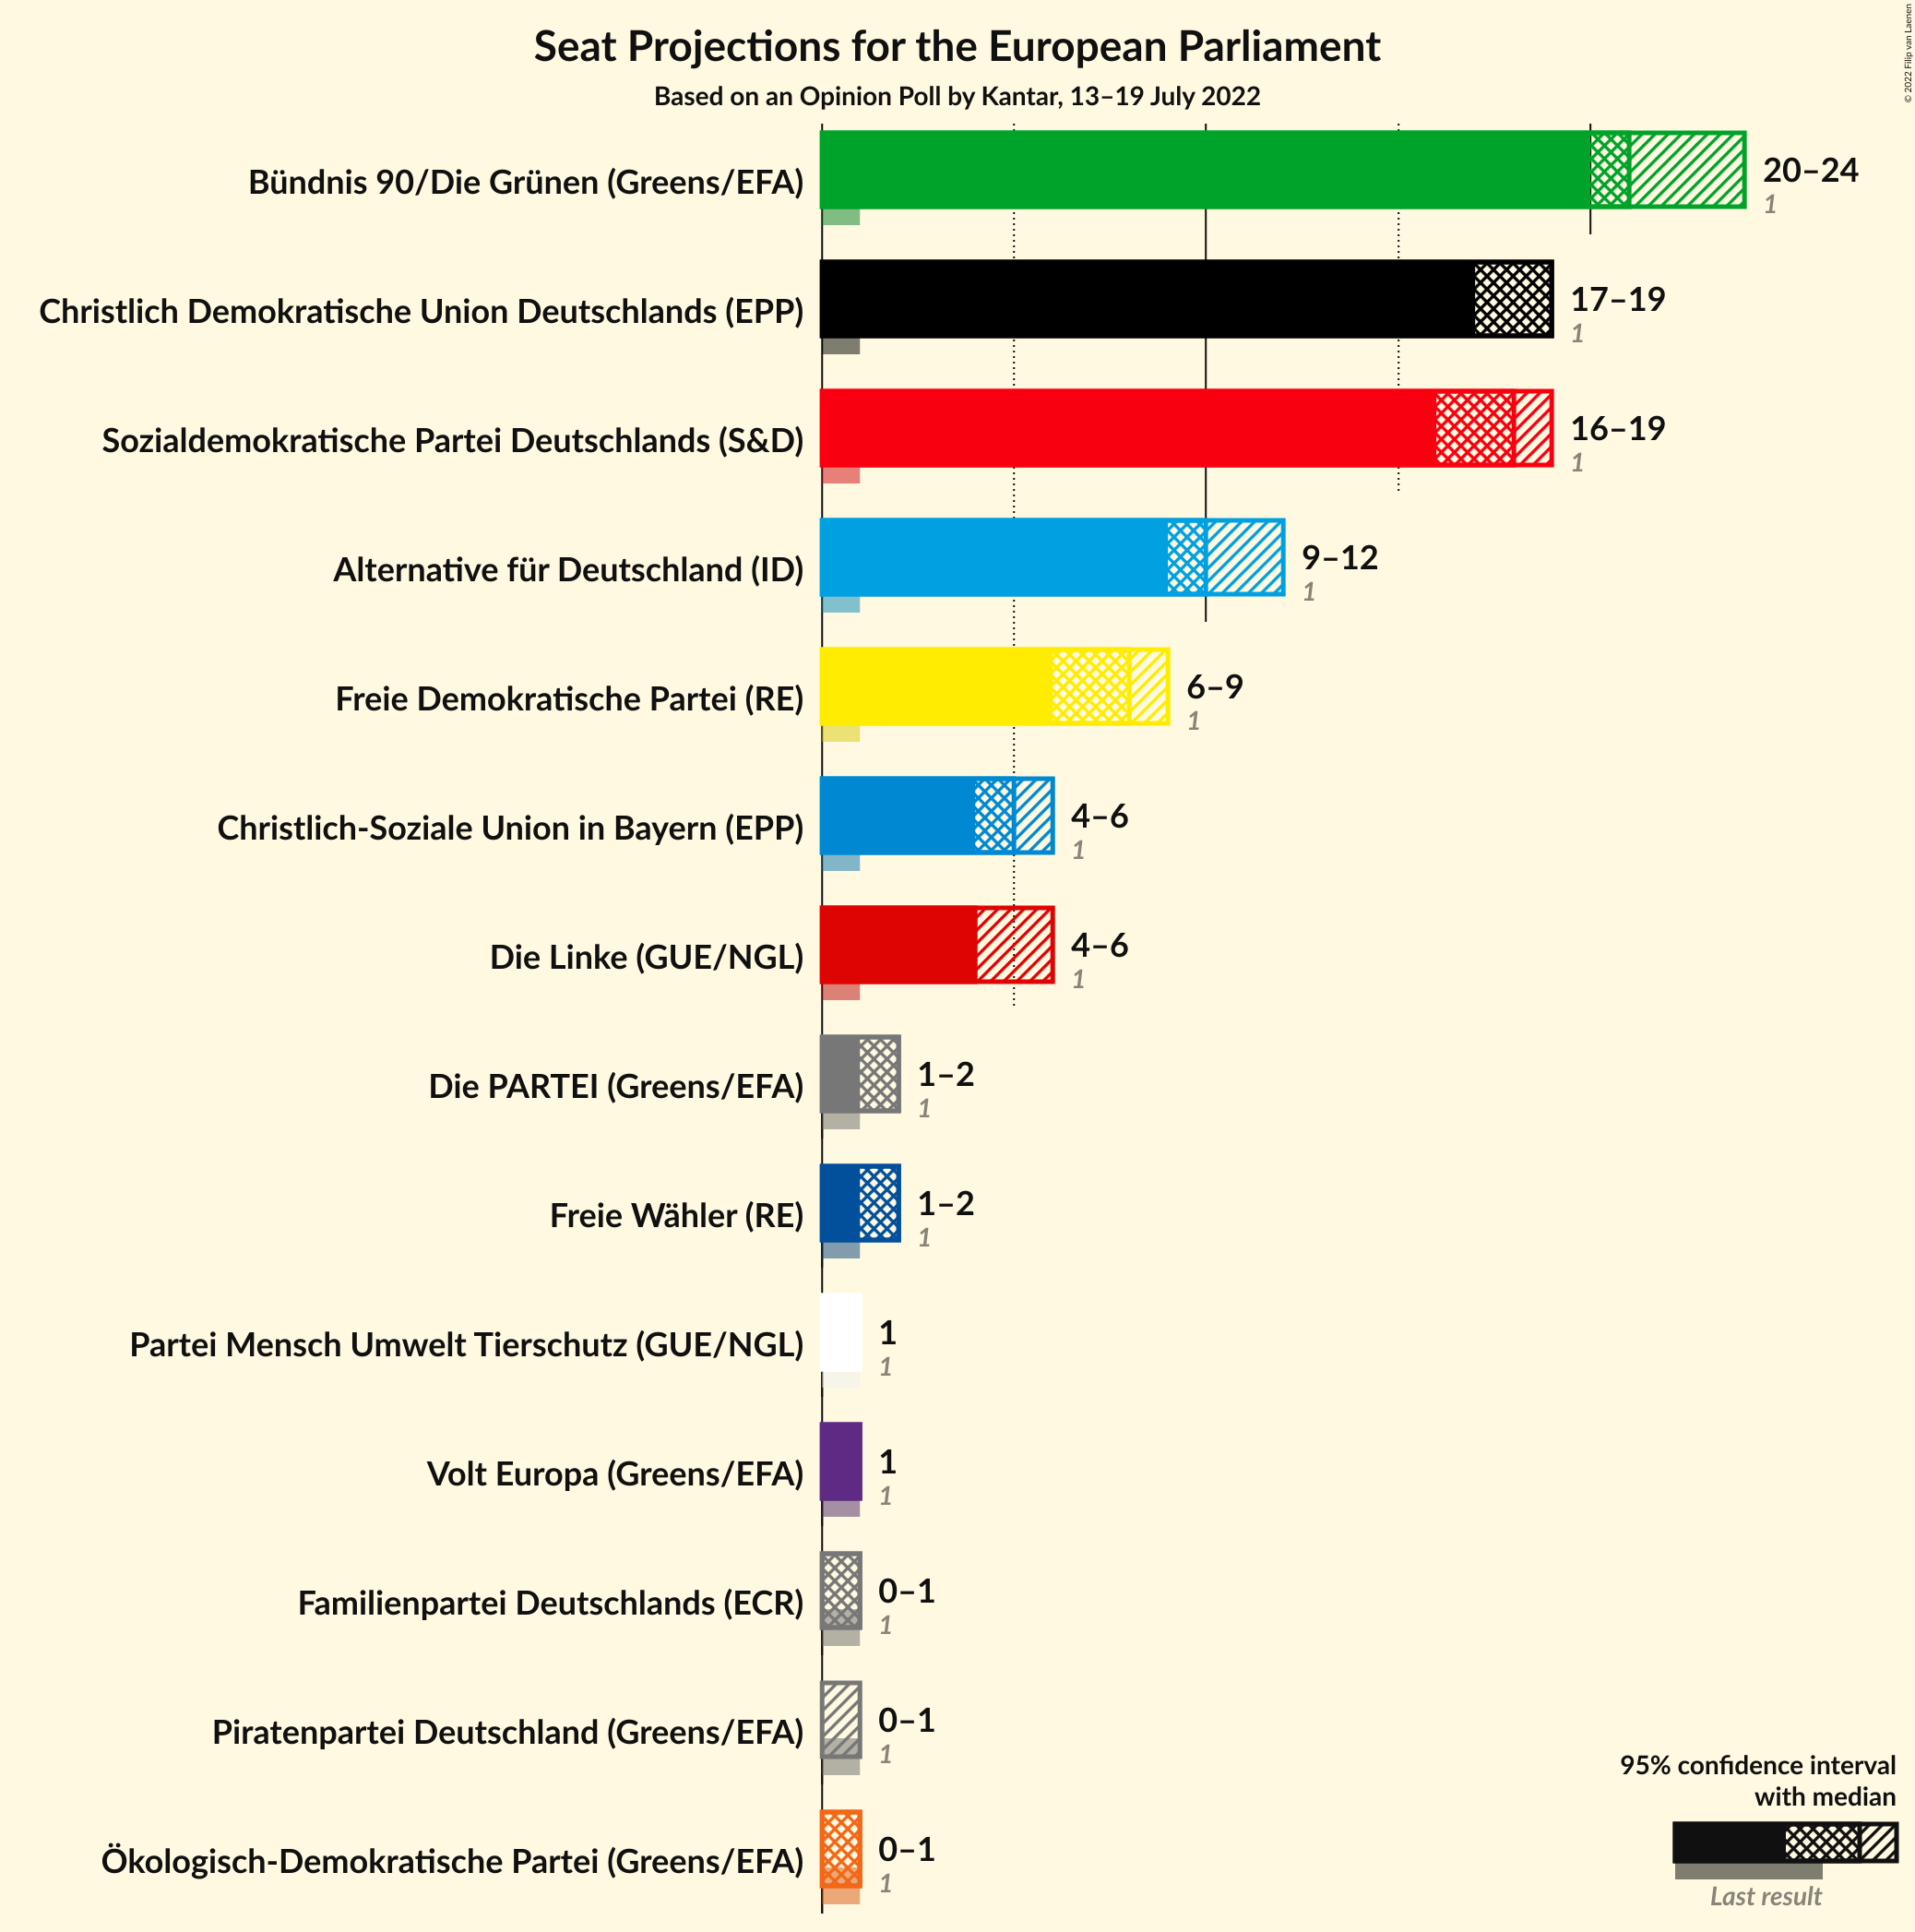 Seat Projections for the European Parliament
Based on an Opinion Poll by Kantar, 13–19 July 2022
© 2022 Filip van Laenen
Bündnis 90/Die Grünen (Greens/EFA)
20–24
1
Christlich Demokratische Union Deutschlands (EPP)
17–19
1
Sozialdemokratische Partei Deutschlands (S&D)
16–19
1
Alternative für Deutschland (ID)
9–12
1
Freie Demokratische Partei (RE)
6–9
1
Christlich-Soziale Union in Bayern (EPP)
4–6
1
Die Linke (GUE/NGL)
4–6
1
Die PARTEI (Greens/EFA)
1–2
1
Freie Wähler (RE)
1–2
1
Partei Mensch Umwelt Tierschutz (GUE/NGL)
1
1
Volt Europa (Greens/EFA)
1
1
Familienpartei Deutschlands (ECR)
0–1
1
Piratenpartei Deutschland (Greens/EFA)
0–1
1
Ökologisch-Demokratische Partei (Greens/EFA)
0–1
1
95% confidence interval
with median
Last result